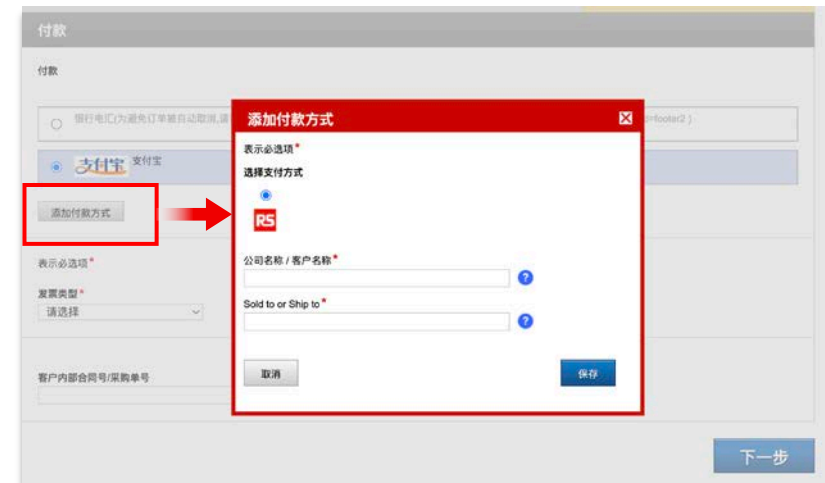 付款
付款
银行电汇(为避免订单被自动取消,请
=footer2 )
支付宝 支付宝
添加付款方式
表示必选项*
发票类型*
请选择
客户内部合同号/采购单号
下一步
添加付款方式
表示必选项*
选择支付方式
RS
公司名称 / 客户名称*
?
Sold to or Ship to*
?
取消
保存